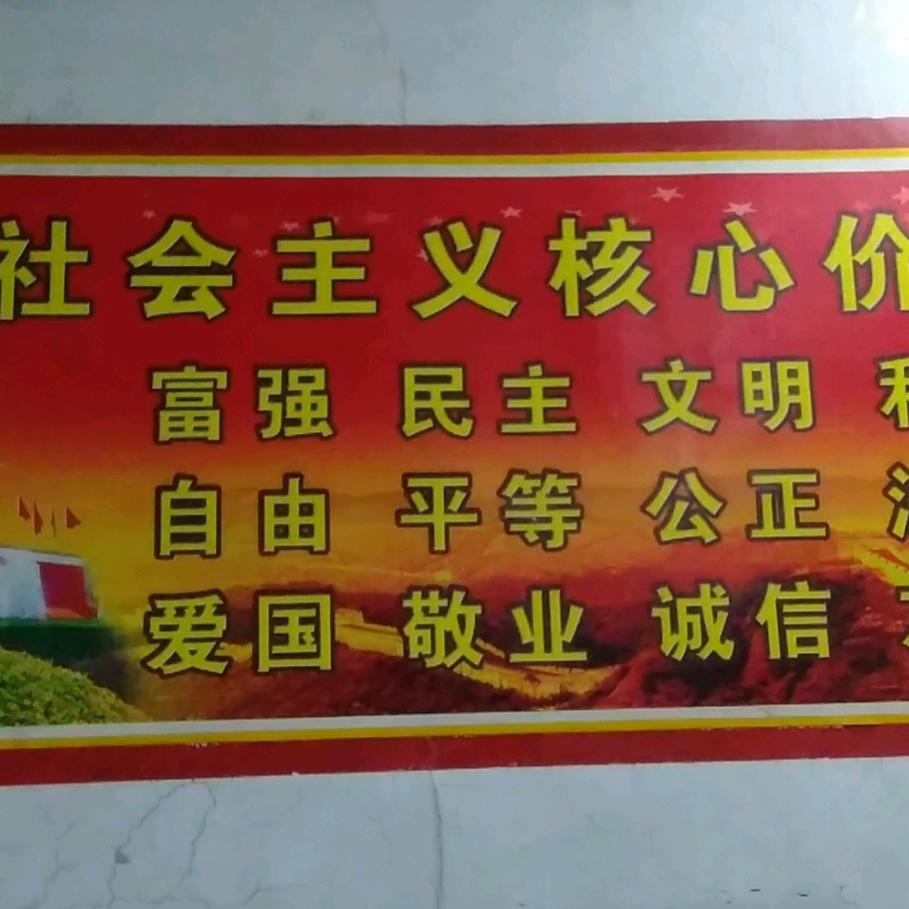 社会主义核心价
富强 民主 文明
自由 平等 公正
爱国 敬业 诚信